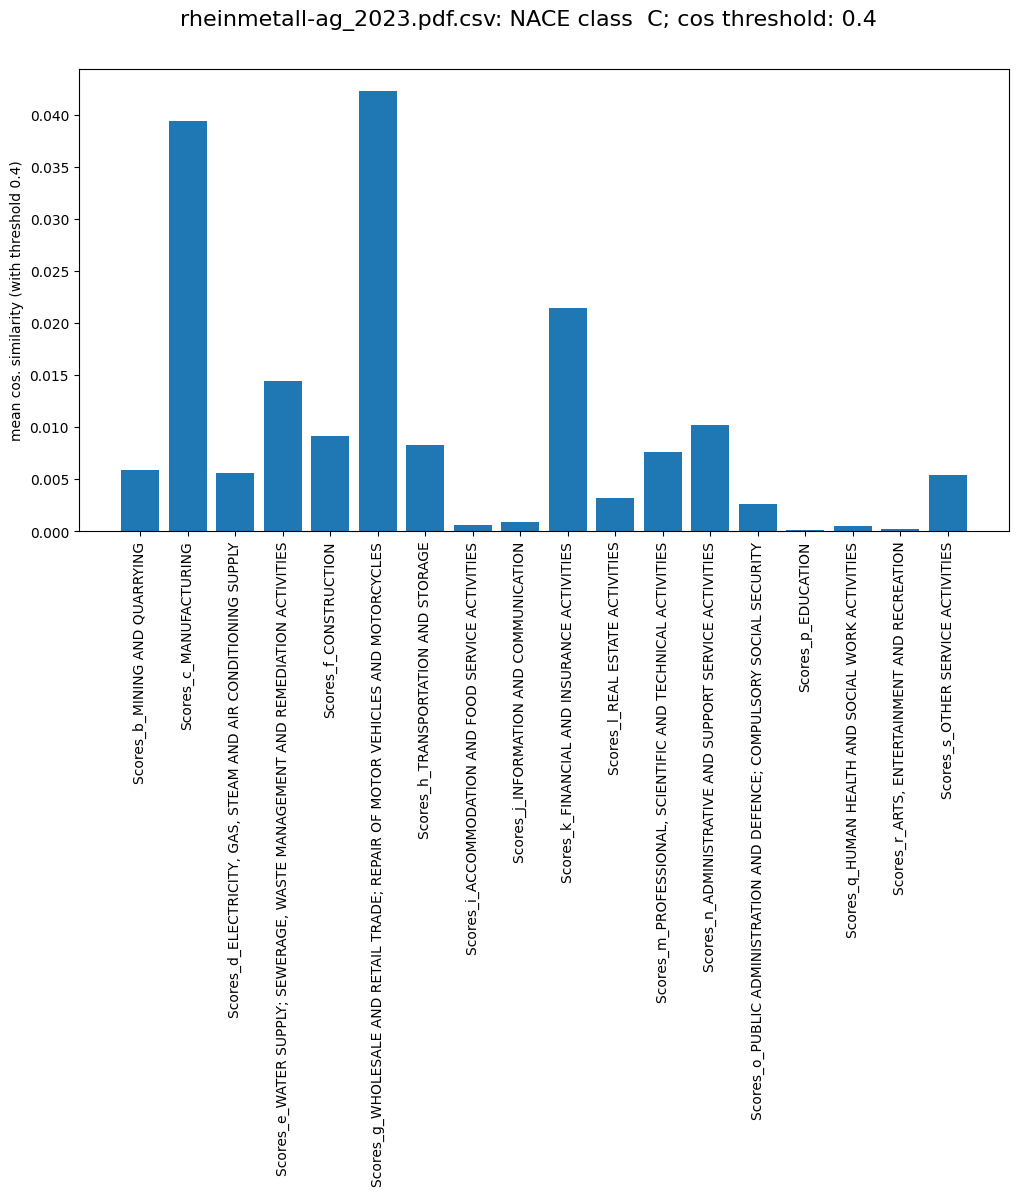 rheinmetall-ag_2023.pdf.csv: NACE class  C; cos threshold: 0.4
mean cos. similarity (with threshold 0.4)
0.040
0.035
0.030
0.025
0.020
0.015
0.010
0.005
0.000
Scores_b_MINING AND QUARRYING
Scores_c_MANUFACTURING
Scores_d_ELECTRICITY, GAS, STEAM AND AIR CONDITIONING SUPPLY
Scores_e_WATER SUPPLY; SEWERAGE, WASTE MANAGEMENT AND REMEDIATION ACTIVITIES
Scores_f_CONSTRUCTION
Scores_g_WHOLESALE AND RETAIL TRADE; REPAIR OF MOTOR VEHICLES AND MOTORCYCLES
Scores_h_TRANSPORTATION AND STORAGE
Scores_i_ACCOMMODATION AND FOOD SERVICE ACTIVITIES
Scores_j_INFORMATION AND COMMUNICATION
Scores_k_FINANCIAL AND INSURANCE ACTIVITIES
Scores_l_REAL ESTATE ACTIVITIES
Scores_m_PROFESSIONAL, SCIENTIFIC AND TECHNICAL ACTIVITIES
Scores_n_ADMINISTRATIVE AND SUPPORT SERVICE ACTIVITIES
Scores_o_PUBLIC ADMINISTRATION AND DEFENCE; COMPULSORY SOCIAL SECURITY
Scores_p_EDUCATION
Scores_q_HUMAN HEALTH AND SOCIAL WORK ACTIVITIES
Scores_r_ARTS, ENTERTAINMENT AND RECREATION
Scores_s_OTHER SERVICE ACTIVITIES